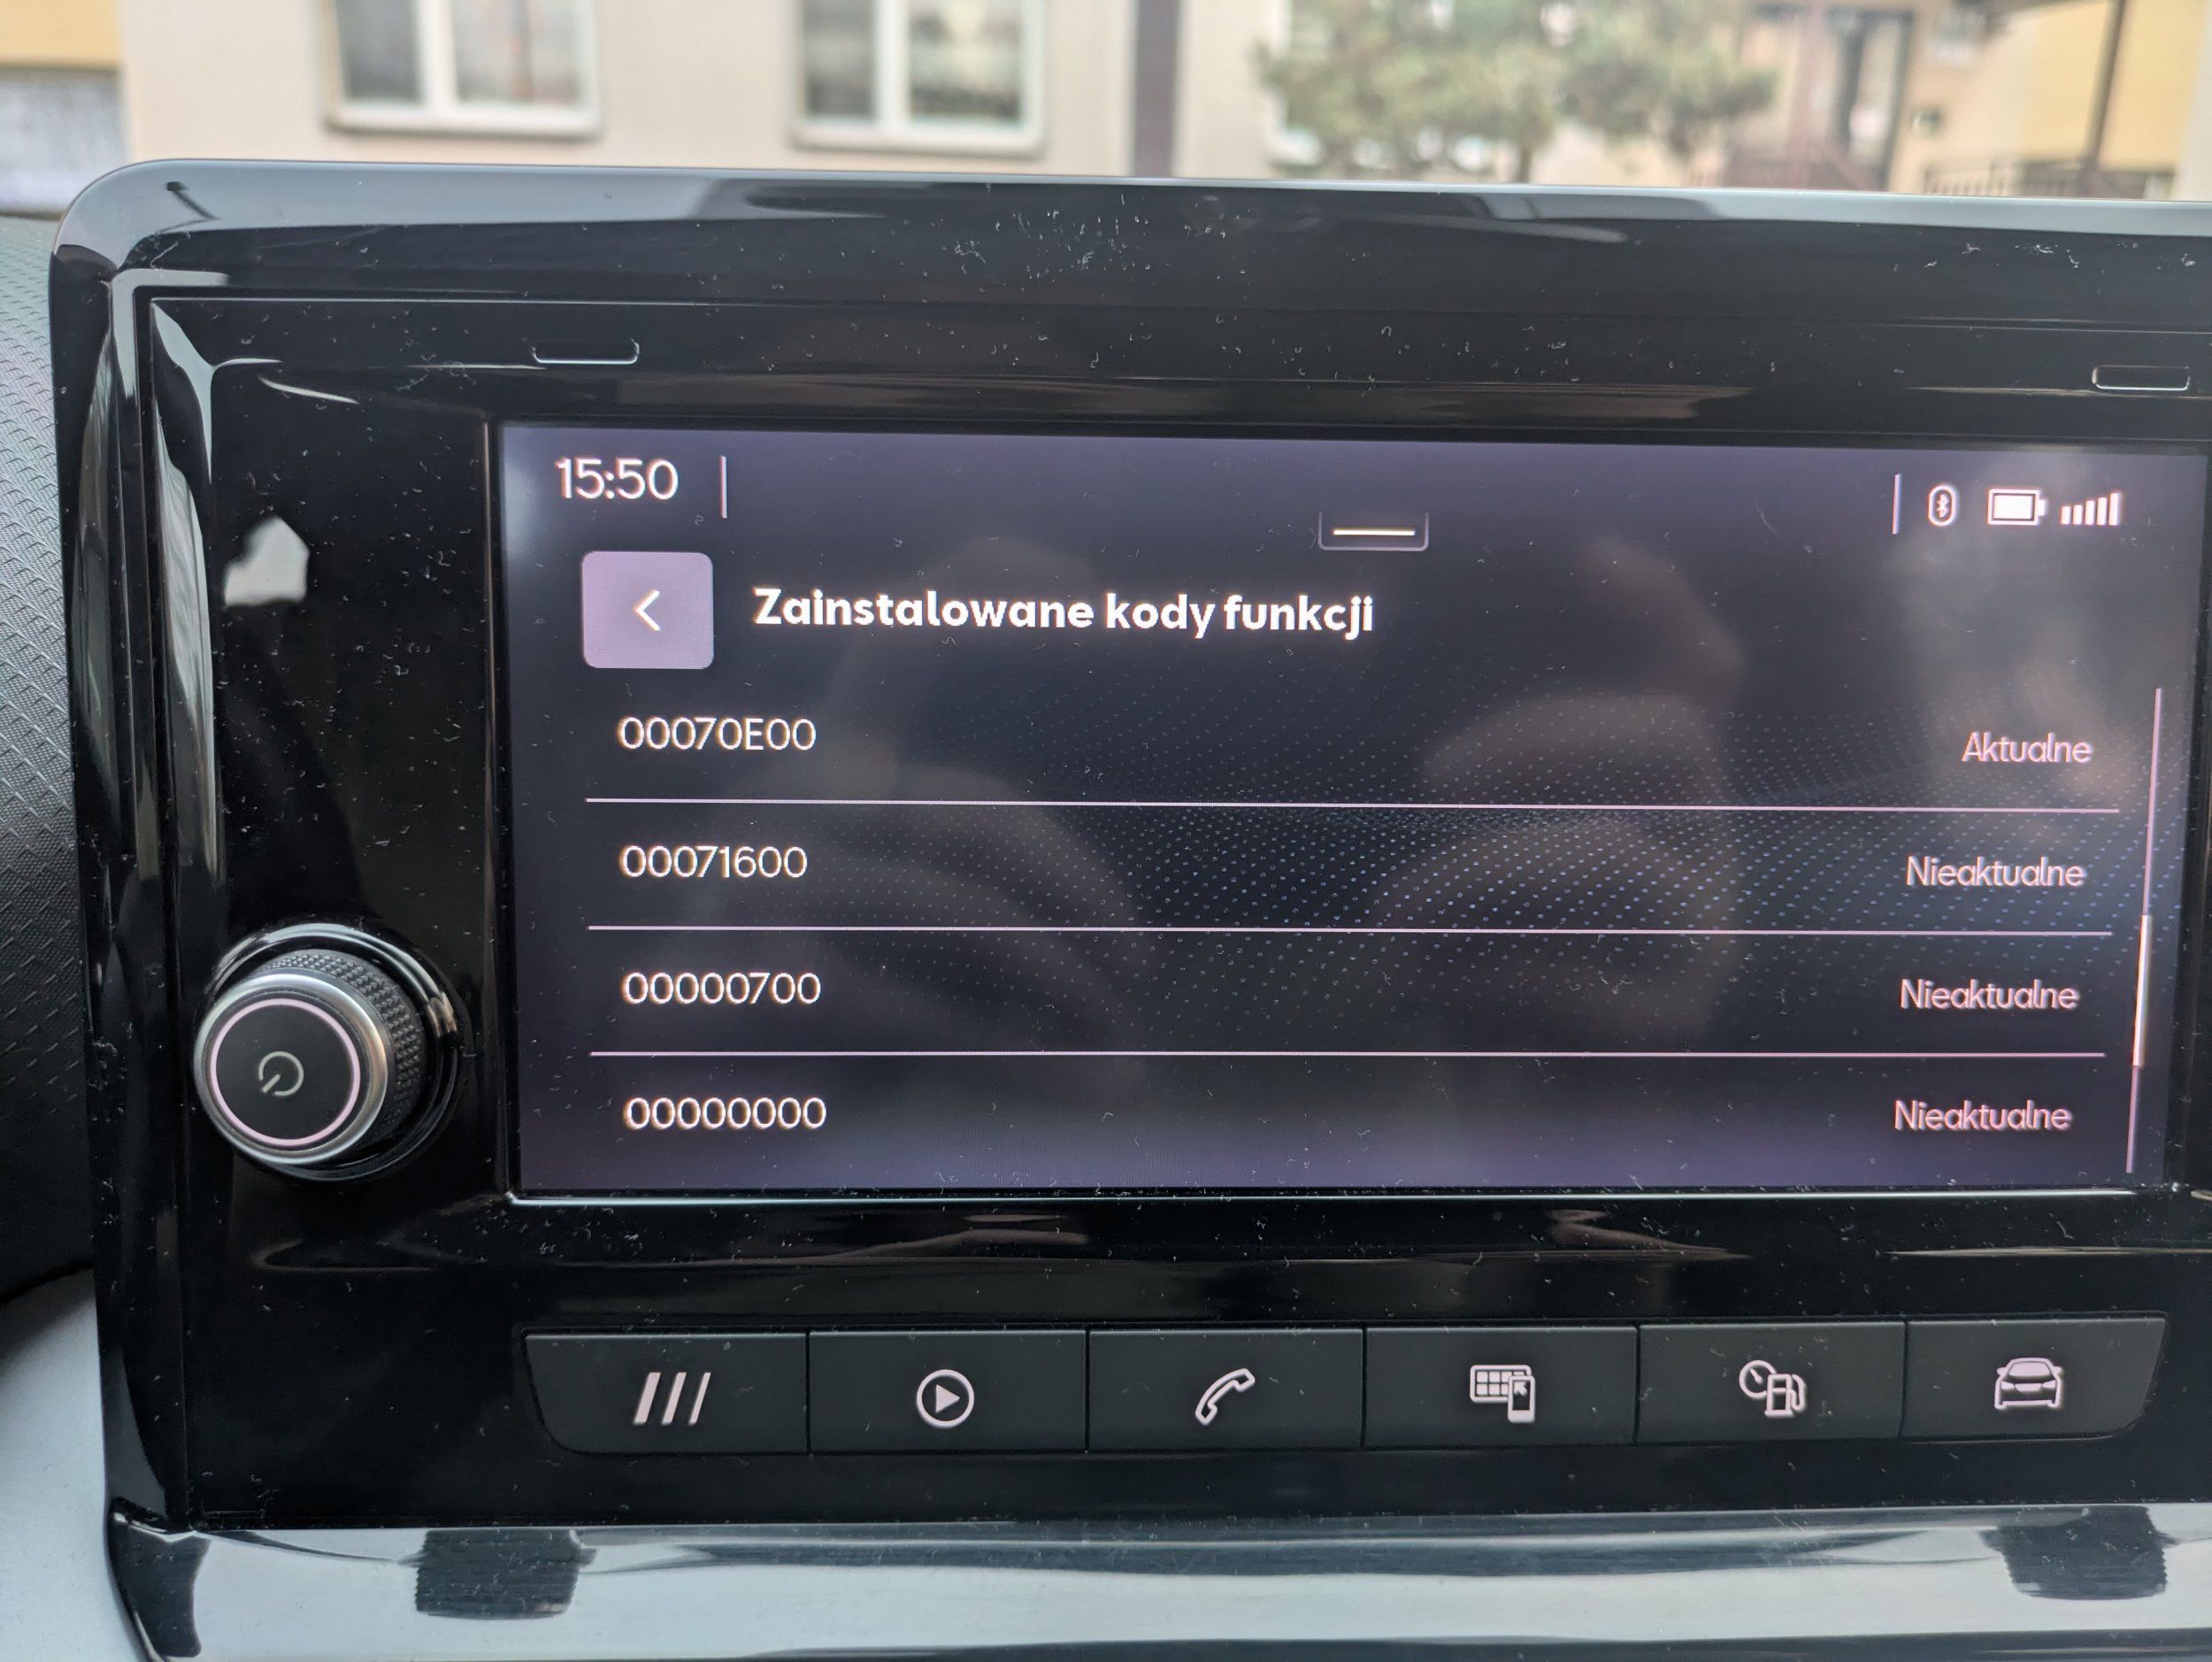 15:50
Zainstalowane kody funkcji
00070E00 Aktualne
00071600 Nieaktualne
00000700 Nieaktualne
00000000 Nieaktualne